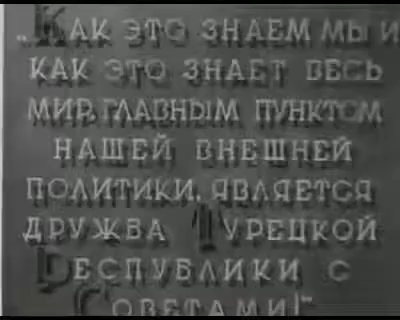 „Как это знаем мы и
как это знает весь
мир, главным пунктом
нашей внешней
политики, является
дружба Турецкой
Республики с
Советами!“